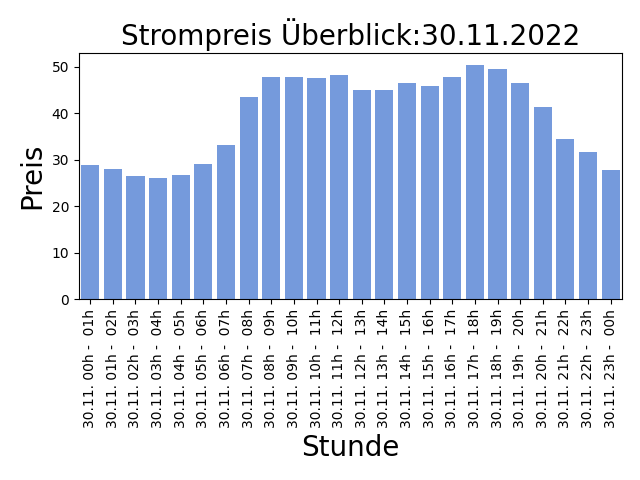 Strompreis Überblick:30.11.2022
Preis
50
40
30
20
10
0
30.11. 00h - 01h
30.11. 01h - 02h
30.11. 02h - 03h
30.11. 03h - 04h
30.11. 04h - 05h
30.11. 05h - 06h
30.11. 06h - 07h
30.11. 07h - 08h
30.11. 08h - 09h
30.11. 09h - 10h
30.11. 10h - 11h
30.11. 11h - 12h
30.11. 12h - 13h
30.11. 13h - 14h
30.11. 14h - 15h
30.11. 15h - 16h
30.11. 16h - 17h
30.11. 17h - 18h
30.11. 18h - 19h
30.11. 19h - 20h
30.11. 20h - 21h
30.11. 21h - 22h
30.11. 22h - 23h
30.11. 23h - 00h
Stunde